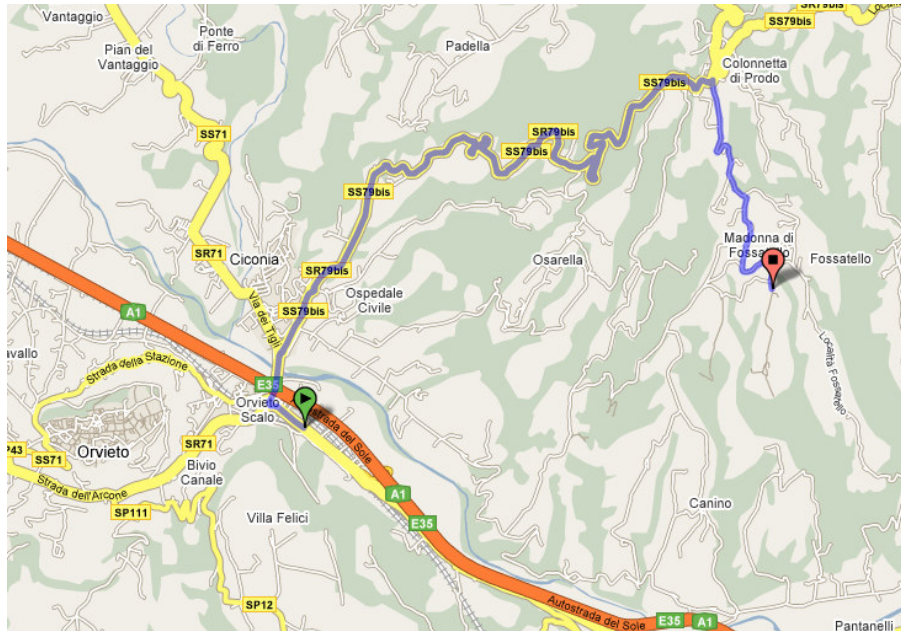 Vantaggio
Ponte
di Ferro
Pian del
Vantaggio
Padella
SR79bis
Colonnetta
di Prodo
SS79bis
SS71
SR79bis
SS79bis
SS79bis
SR71
Ciconia
SR79bis
Osarella
Madonna di
Fossatello
Fossatello
Ospedale
Civile
SS79bis
Via dei Tigli
A1
Strada della Stazione
E35
Orvieto
Scalo
Autostrada del Sole
Località Fossatello
Orvieto
SR71
P43
SS71
Bivio
Canale
Strada dell'Arcone
SP111
A1
E35
Canino
Villa Felici
SP12
Autostrada del Sole
E35
A1
Pantanelli